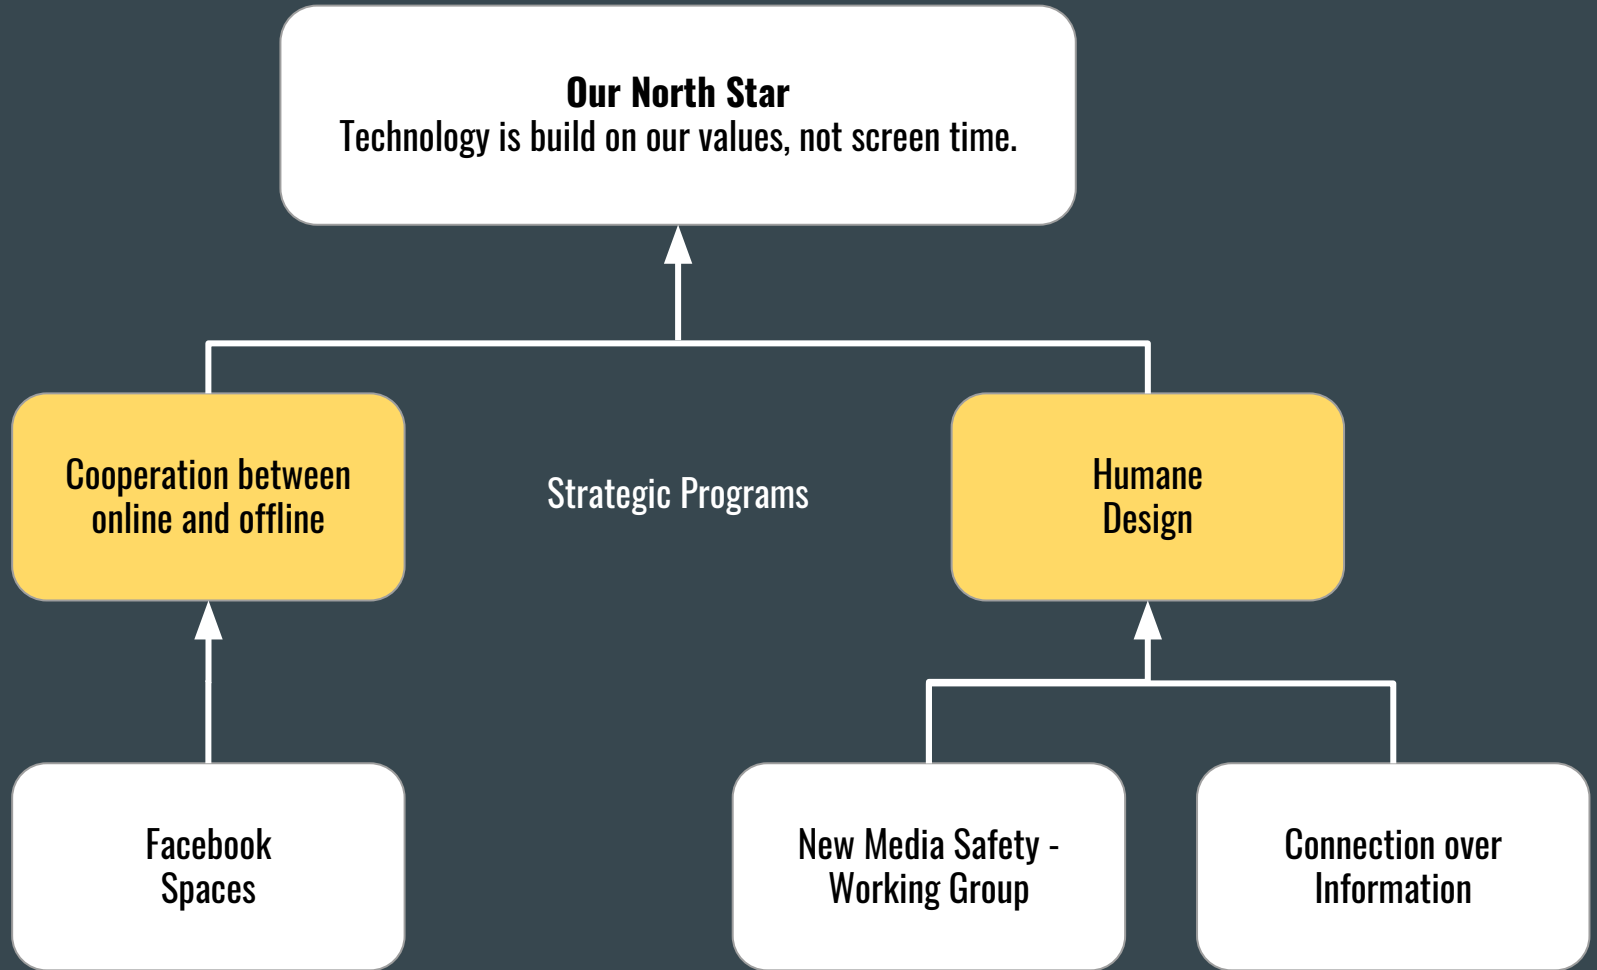 Our North Star
Technology is build on our values, not screen time.
Cooperation between
online and offline
Strategic Programs
Humane
Design
Facebook
Spaces
New Media Safety -
Working Group
Connection over
Information